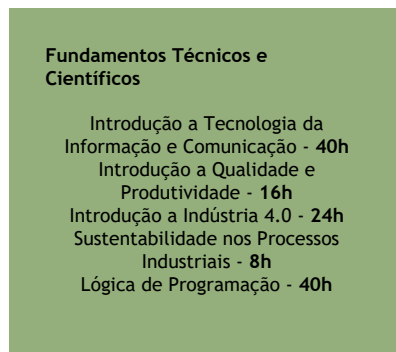 Fundamentos Técnicos e
Científicos
Introdução a Tecnologia da
Informação e Comunicação - 40h
Introdução a Qualidade e
Produtividade - 16h
Introdução a Indústria 4.0 - 24h
Sustentabilidade nos Processos
Industriais - 8h
Lógica de Programação - 40h